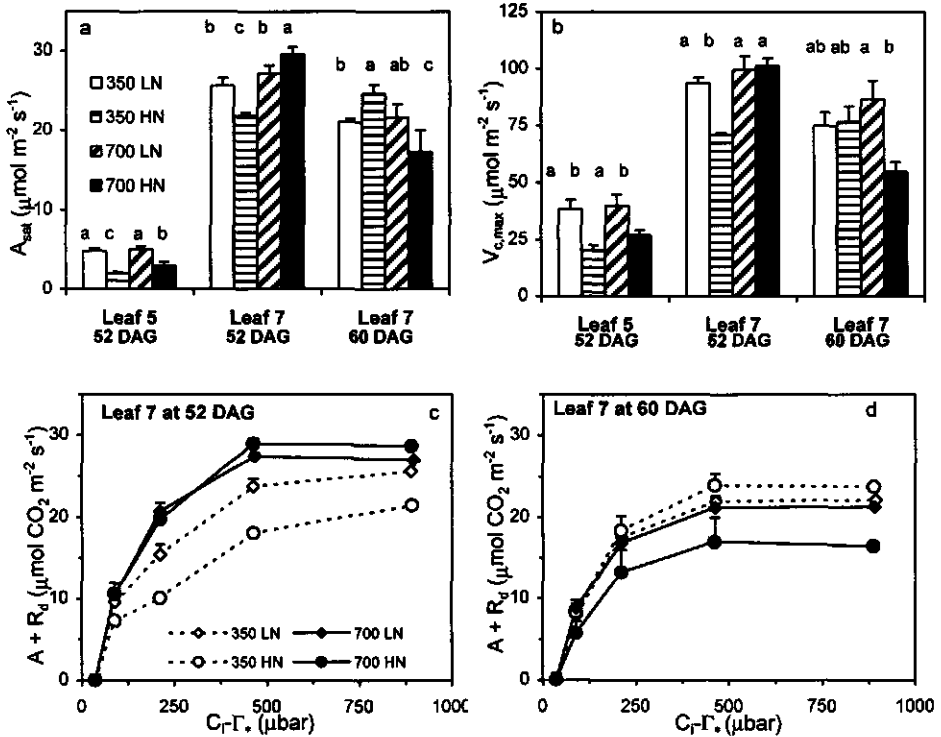 a
b c b a
b a ab c
a c a b
350 LN
350 HN
700 LN
700 HN
30
20
10
0
A_sat (μmol m⁻² s⁻¹)
Leaf 5 52 DAG
Leaf 7 52 DAG
Leaf 7 60 DAG
b
a b a a
ab ab a b
a b a b
125
100
75
50
25
0
V_c,max (μmol m⁻² s⁻¹)
Leaf 5 52 DAG
Leaf 7 52 DAG
Leaf 7 60 DAG
Leaf 7 at 52 DAG
c
30
20
10
0
A + R_d (μmol CO₂ m⁻² s⁻¹)
350 LN
700 LN
350 HN
700 HN
0 250 500 750 1000
C_i-Γ* (μbar)
Leaf 7 at 60 DAG
d
30
20
10
0
A + R_d (μmol CO₂ m⁻² s⁻¹)
0 250 500 750 1000
C_i-Γ* (μbar)